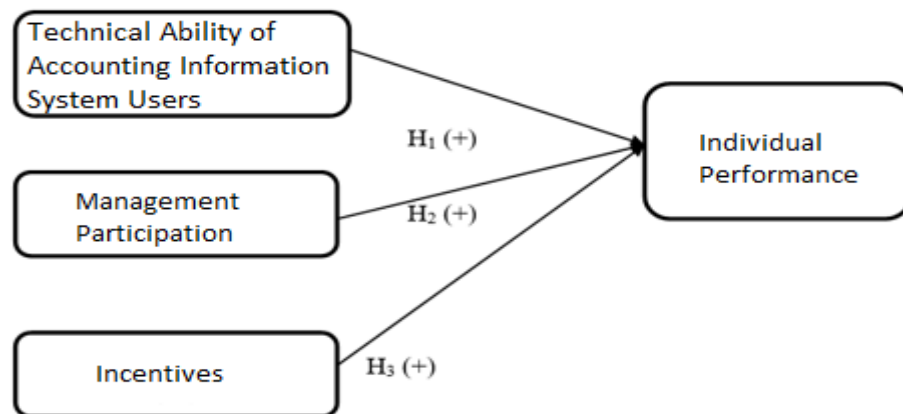 Technical Ability of
Accounting Information
System Users
H₁ (+)
Individual
Performance
Management
Participation
H₂ (+)
Incentives
H₃ (+)